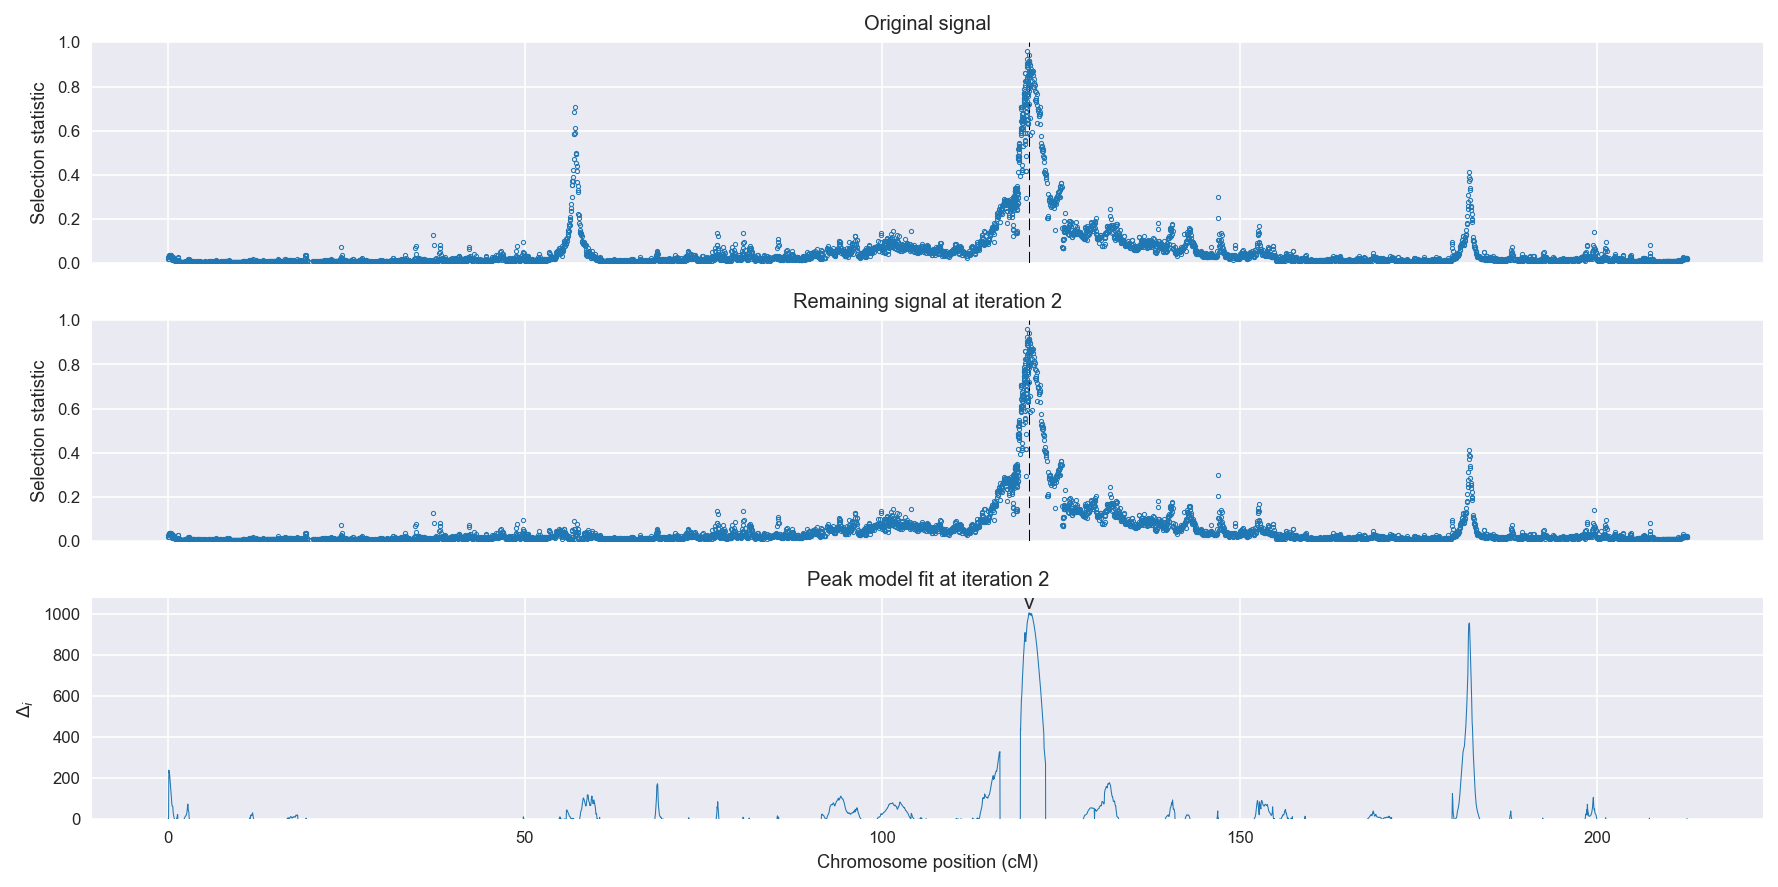 Original signal
1.0
0.8
0.6
0.4
0.2
0.0
Selection statistic
Remaining signal at iteration 2
1.0
0.8
0.6
0.4
0.2
0.0
Selection statistic
Peak model fit at iteration 2
v
1000
800
600
400
200
0
Δi
0 50 100 150 200
Chromosome position (cM)